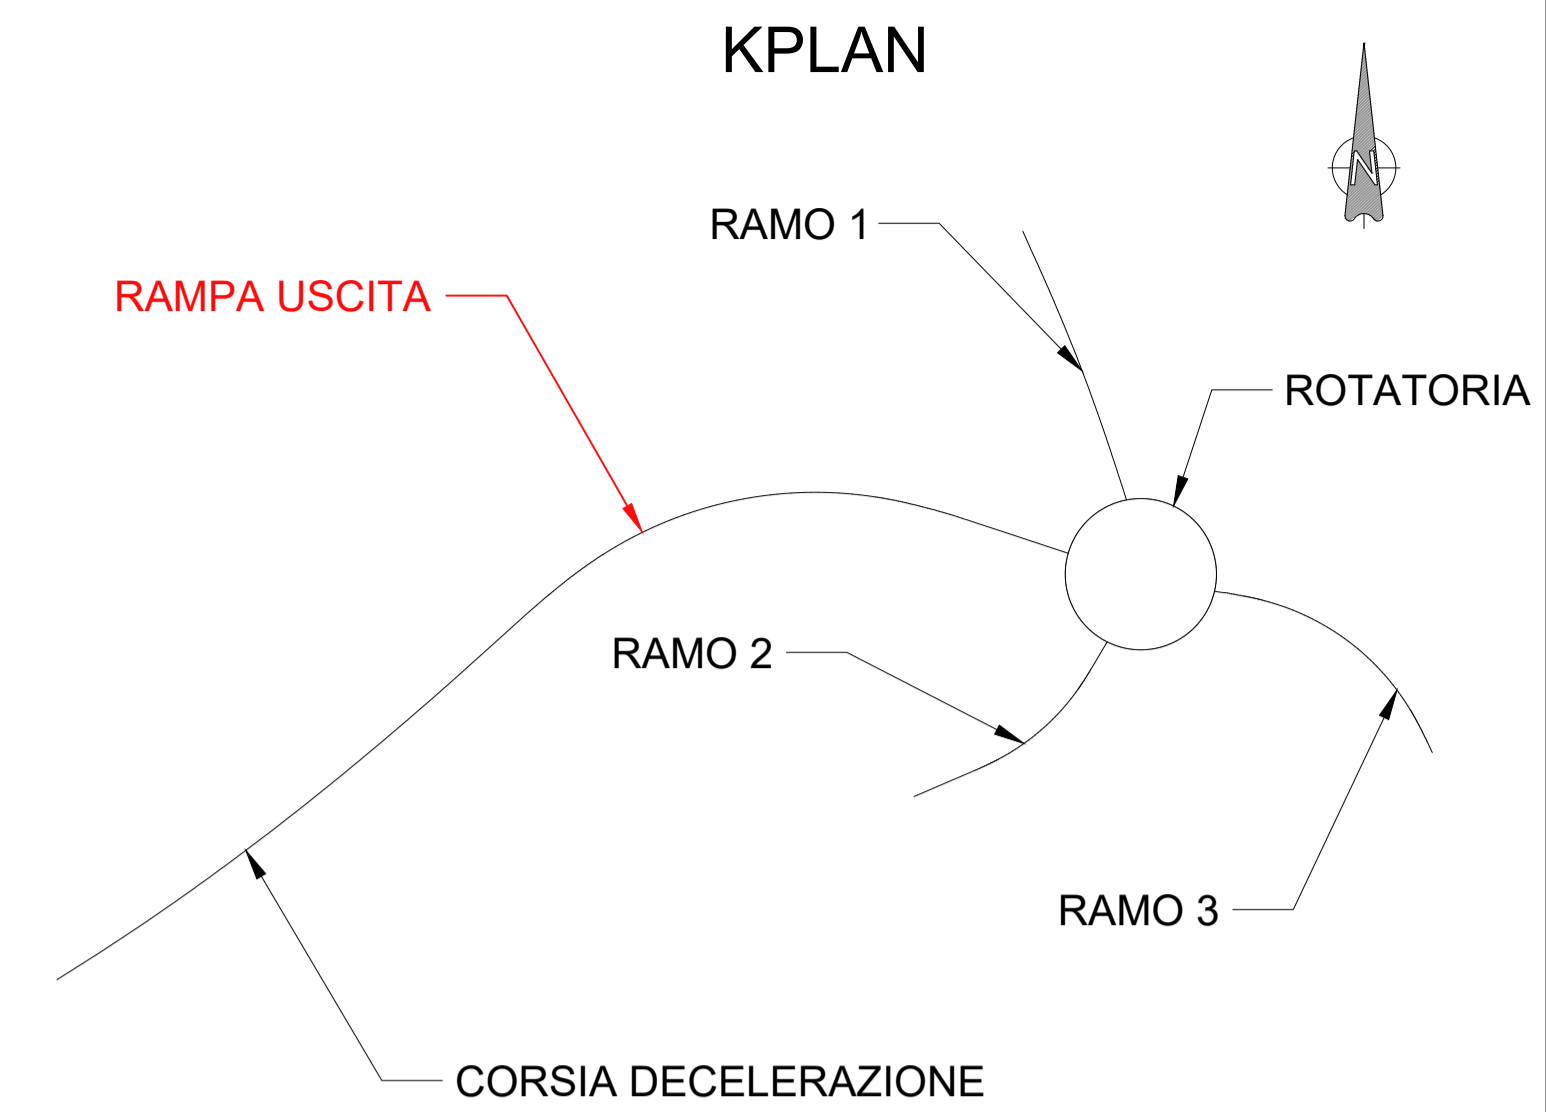 KPLAN
N
RAMO 1
RAMPA USCITA
ROTATORIA
RAMO 2
RAMO 3
CORSIA DECELERAZIONE